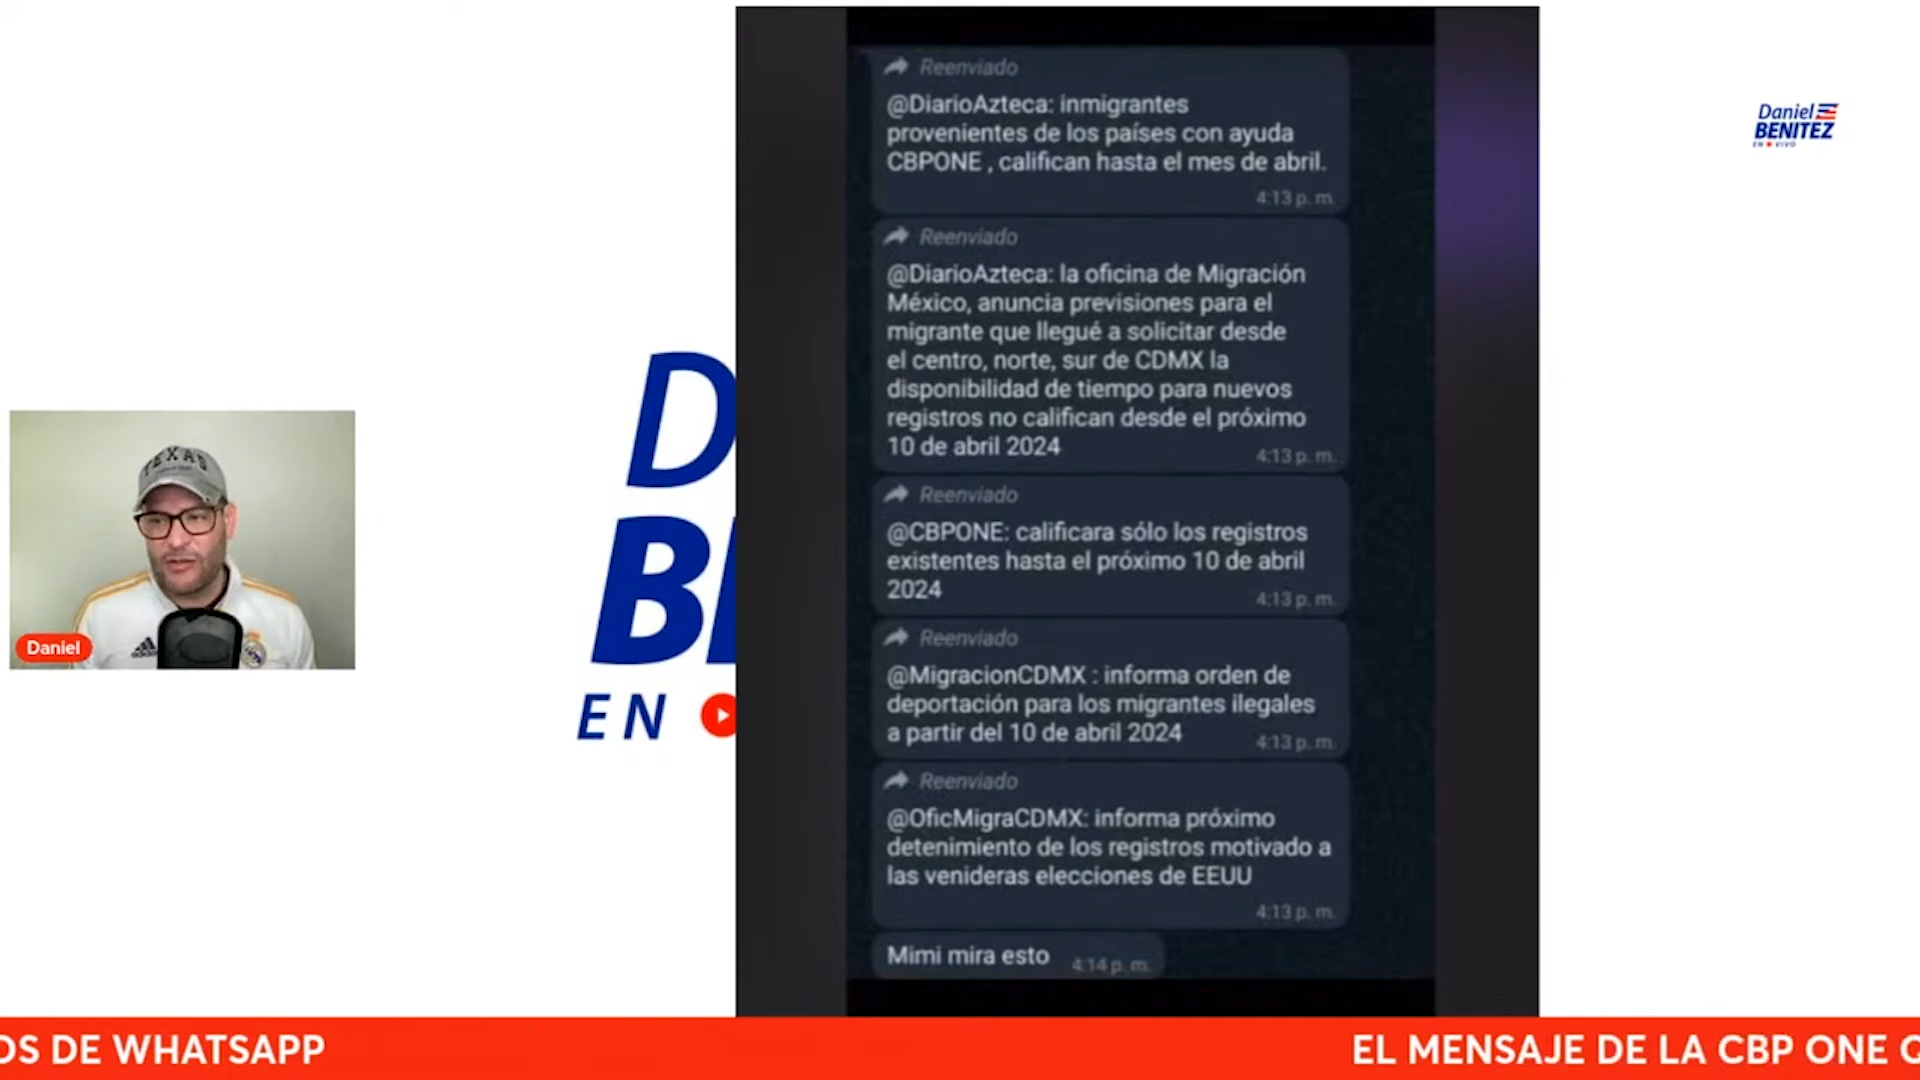 Reenviado
@DiarioAzteca: inmigrantes
provenientes de los países con ayuda
CBPONE , califican hasta el mes de abril.
4:13 p. m.
Reenviado
@DiarioAzteca: la oficina de Migración
México, anuncia previsiones para el
migrante que llegué a solicitar desde
el centro, norte, sur de CDMX la
disponibilidad de tiempo para nuevos
registros no califican desde el próximo
10 de abril 2024
4:13 p. m.
Reenviado
@CBPONE: calificara sólo los registros
existentes hasta el próximo 10 de abril
2024
4:13 p. m.
Reenviado
@MigracionCDMX : informa orden de
deportación para los migrantes ilegales
a partir del 10 de abril 2024
4:13 p. m.
Reenviado
@OficMigraCDMX: informa próximo
detenimiento de los registros motivado a
las venideras elecciones de EEUU
4:13 p. m.
Mimi mira esto
4:14 p. m.
Daniel
BENITEZ
EN VIVO
TEXAS
Daniel
D
BE
EN
OS DE WHATSAPP
EL MENSAJE DE LA CBP ONE Q